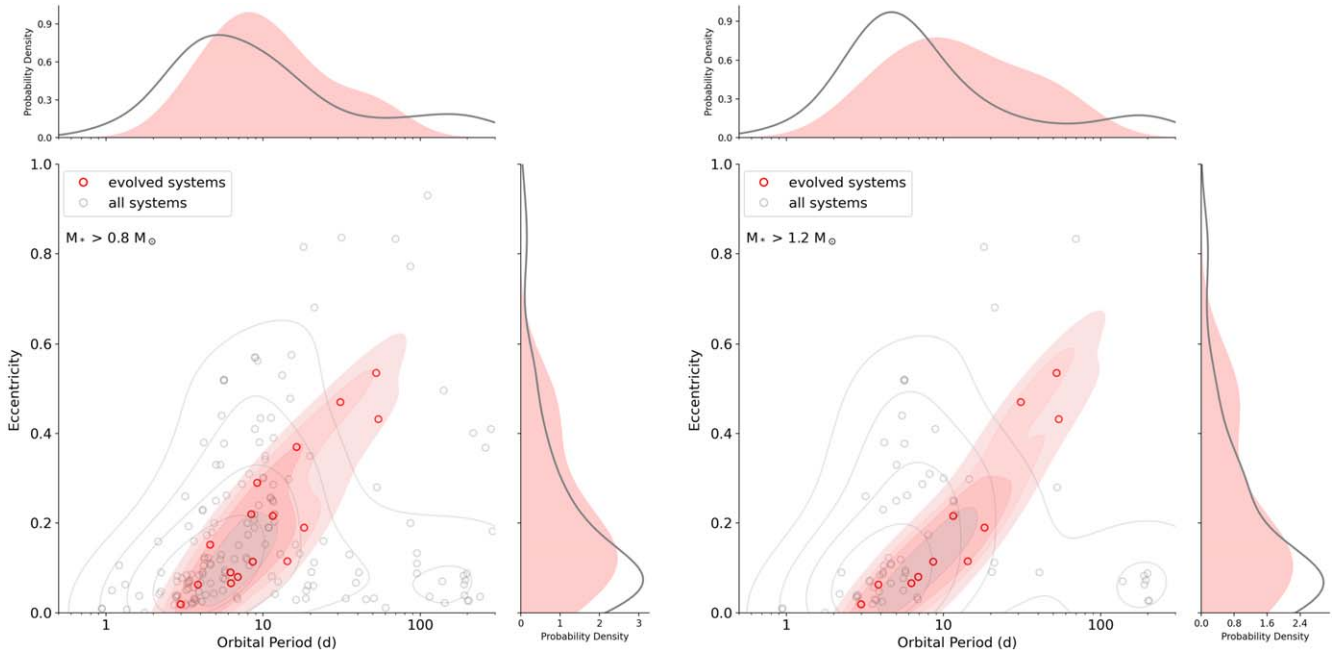 0.9
0.6
0.3
0.0
Probability Density
1.0
0.8
0.6
0.4
0.2
0.0
Eccentricity
evolved systems
all systems
M* > 0.8 M⊙
1
10
100
Orbital Period (d)
0
1
2
3
Probability Density
0.9
0.6
0.3
0.0
Probability Density
1.0
0.8
0.6
0.4
0.2
0.0
Eccentricity
evolved systems
all systems
M* > 1.2 M⊙
1
10
100
Orbital Period (d)
0.0
0.8
1.6
2.4
Probability Density